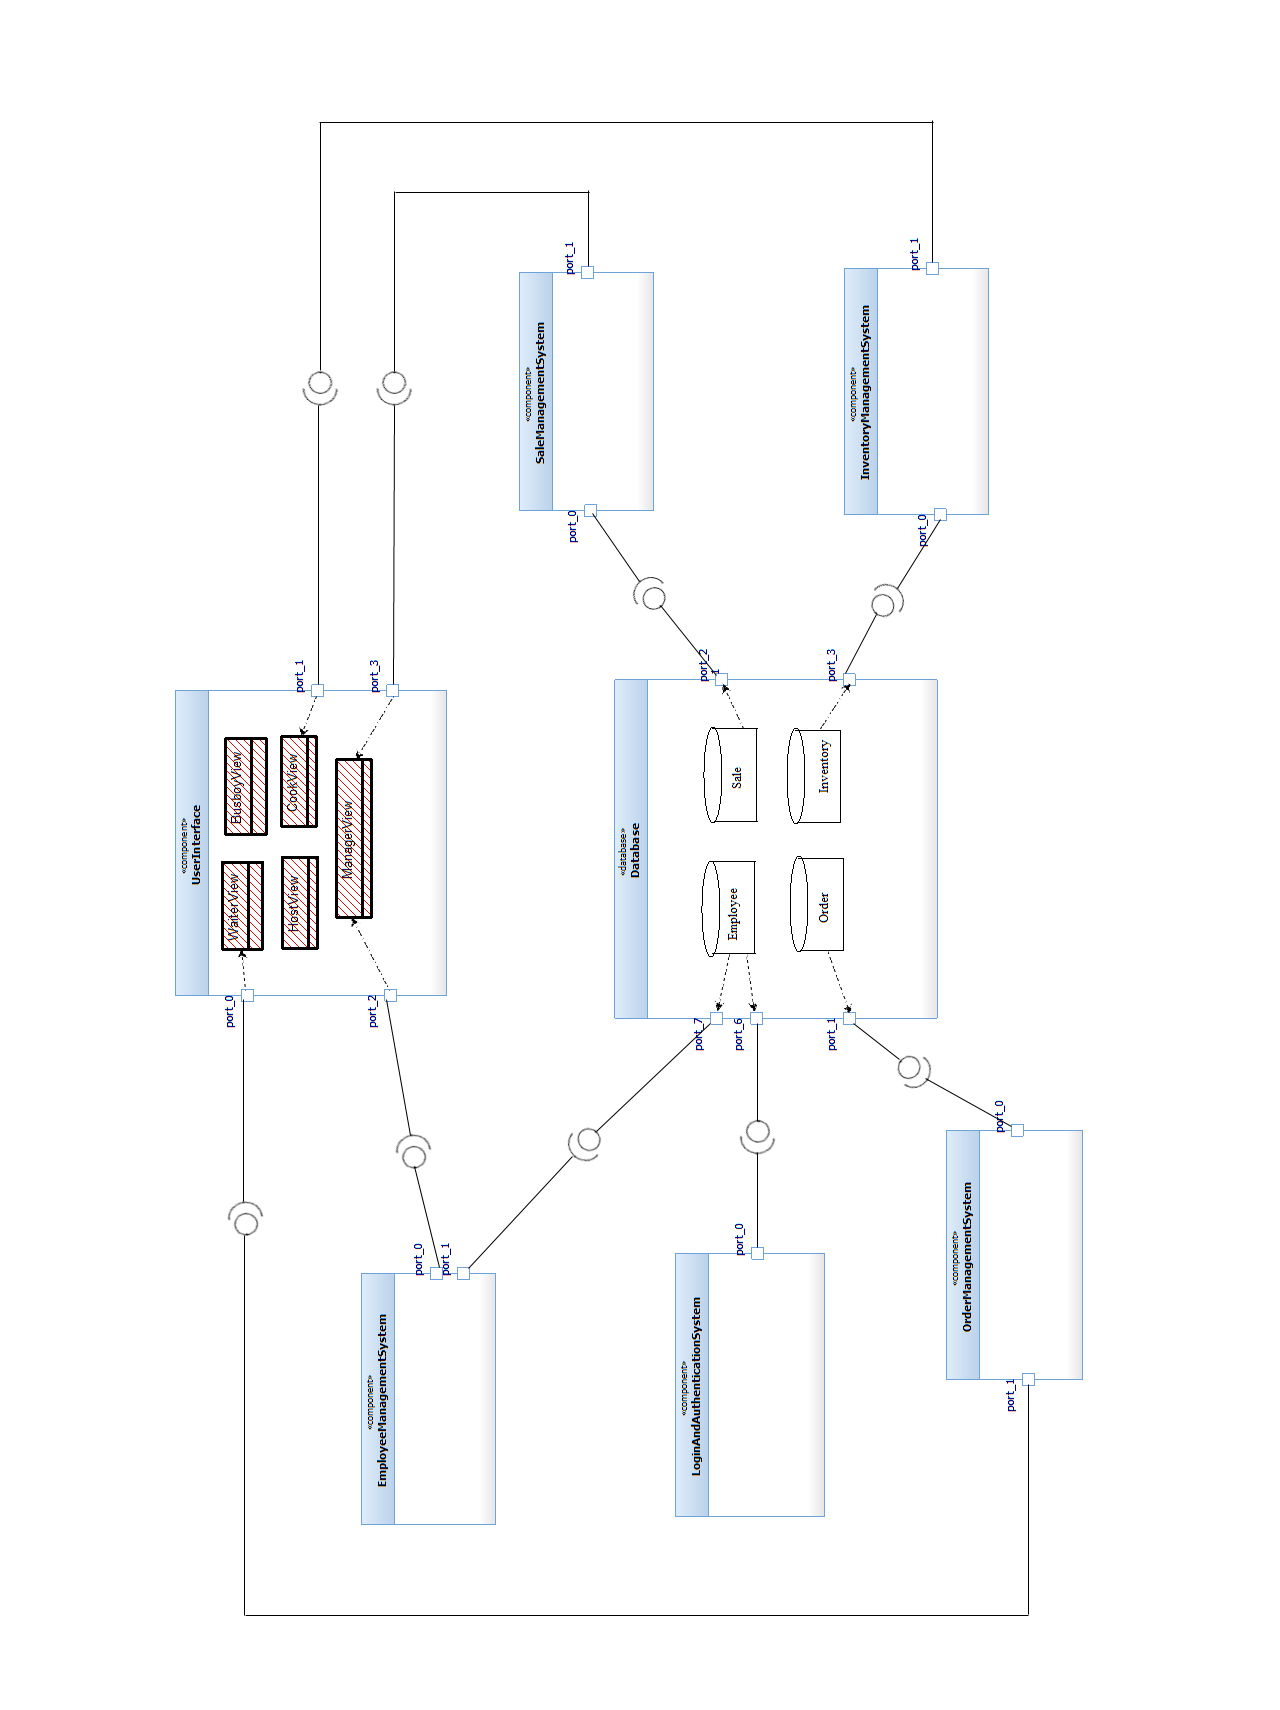 «component»
UserInterface
WaiterView
BusboyView
HostView
CookView
ManagerView
port_0
port_1
port_2
port_3
«component»
SaleManagementSystem
port_0
port_1
«component»
InventoryManagementSystem
port_0
port_1
«database»
Database
Employee
Sale
Order
Inventory
port_2
1
port_3
port_7
port_6
port_1
«component»
EmployeeManagementSystem
port_0
port_1
«component»
LoginAndAuthenticationSystem
port_0
«component»
OrderManagementSystem
port_0
port_1